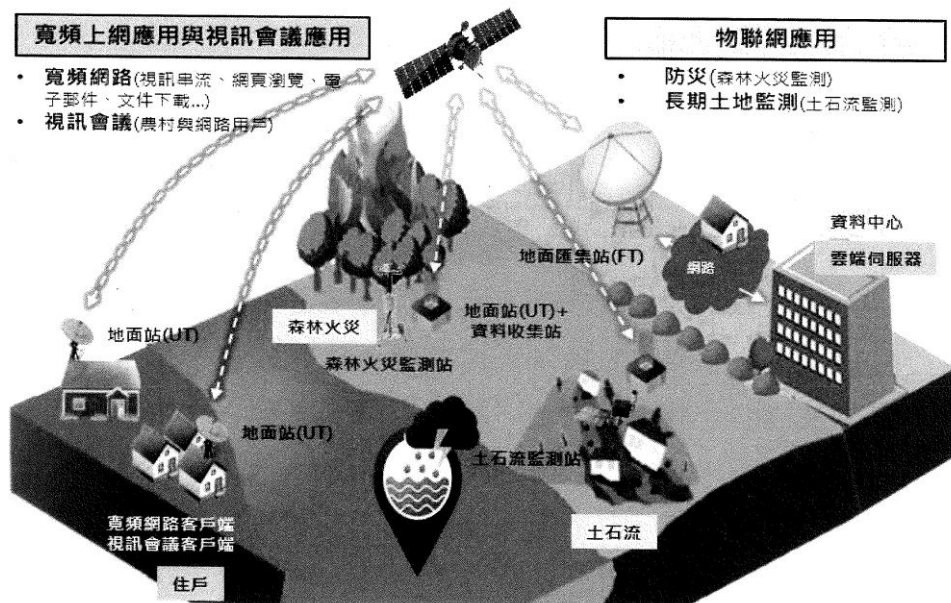 寬頻上網應用與視訊會議應用
• 寬頻網路(視訊串流、網頁瀏覽、電
子郵件、文件下載...)
• 視訊會議(農村與網路用戶)
物聯網應用
• 防災(森林火災監測)
• 長期土地監測(土石流監測)
資料中心
雲端伺服器
地面匯集站(FT)
網路
地面站(UT)
森林火災
地面站(UT)+
資料收集站
森林火災監測站
地面站(UT)
土石流監測站
寬頻網路客戶端
視訊會議客戶端
土石流
住戶